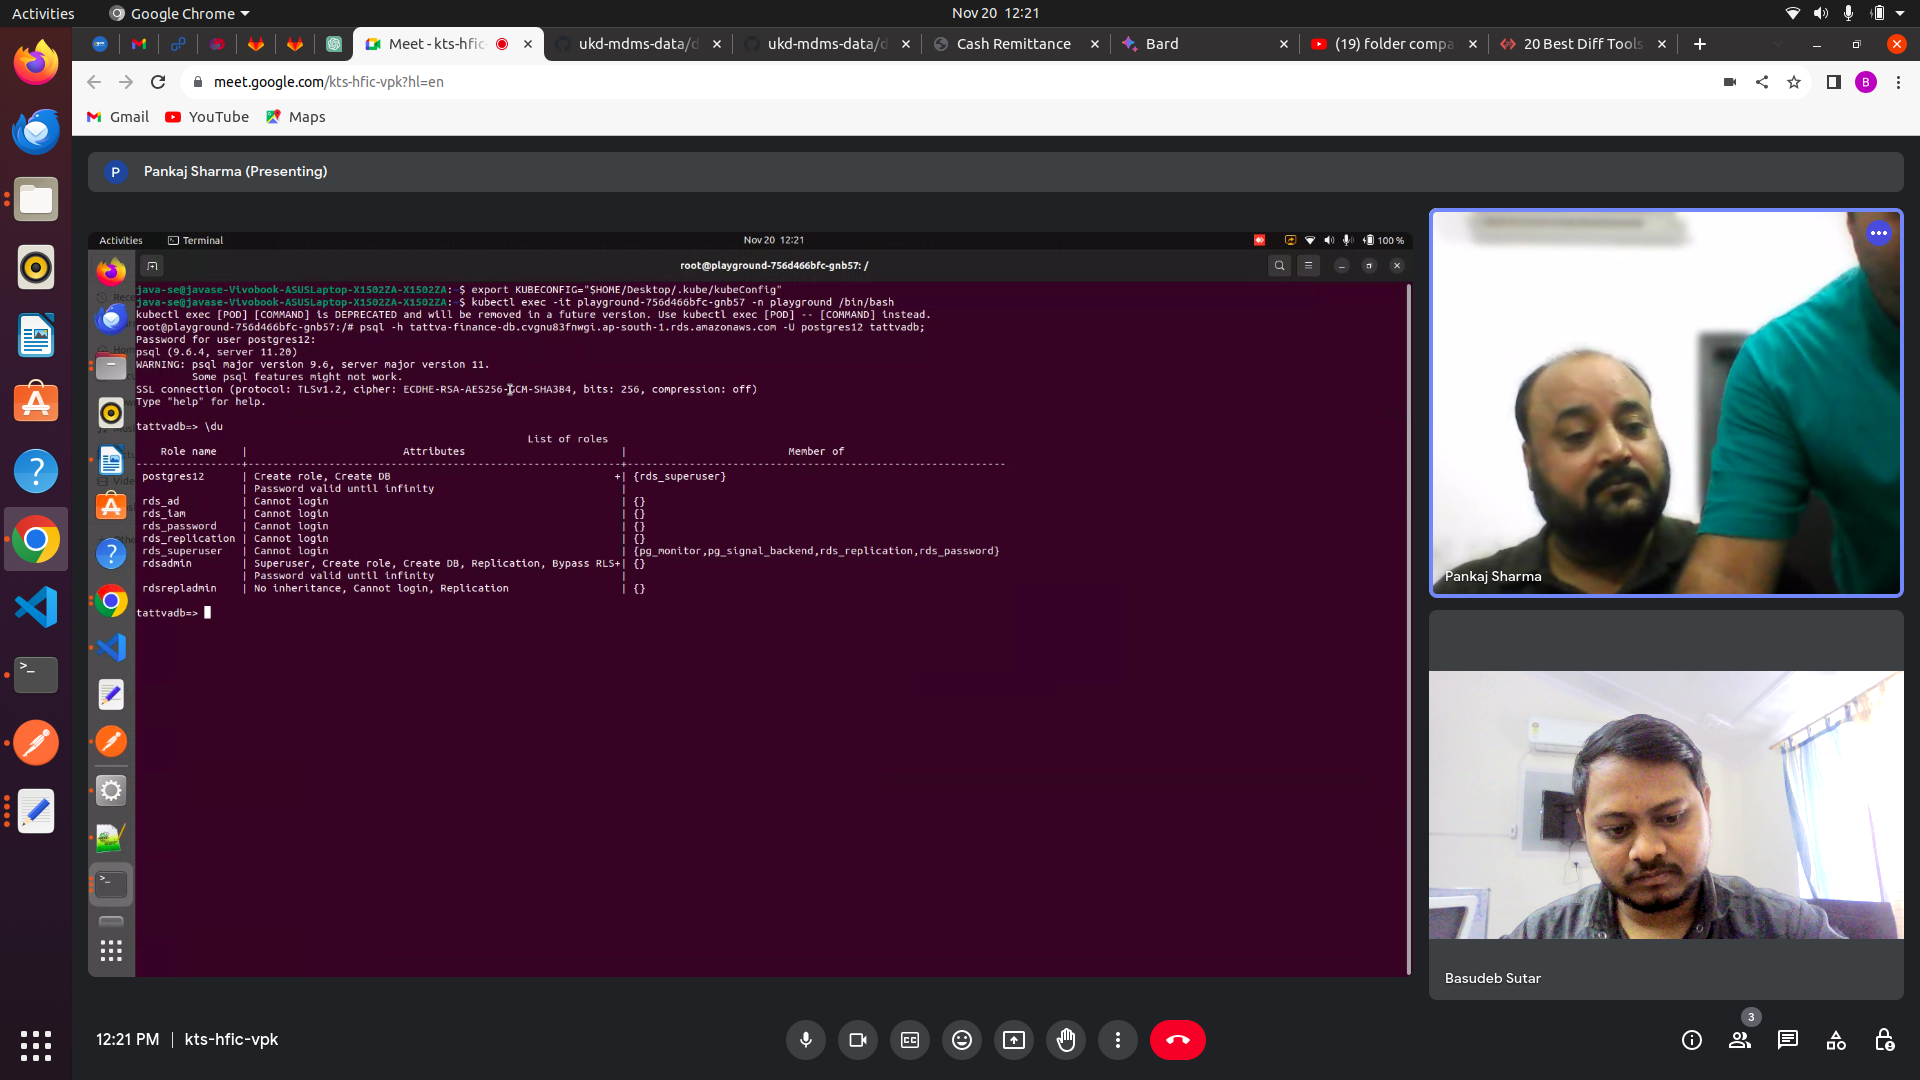 Activities
Google Chrome
Nov 20 12:21
Meet - kts-hfic-
ukd-mdms-data/d
ukd-mdms-data/d
Cash Remittance
Bard
(19) folder compa
20 Best Diff Tools
meet.google.com/kts-hfic-vpk?hl=en
B
Gmail
YouTube
Maps
P
Pankaj Sharma (Presenting)
Activities
Terminal
Nov 20 12:21
100 %
root@playground-756d466bfc-gnb57: /
java-se@javase-Vivobook-ASUSLaptop-X1502ZA-X1502ZA:~$ export KUBECONFIG="$HOME/Desktop/.kube/kubeConfig"
java-se@javase-Vivobook-ASUSLaptop-X1502ZA-X1502ZA:~$ kubectl exec -it playground-756d466bfc-gnb57 -n playground /bin/bash
kubectl exec [POD] [COMMAND] is DEPRECATED and will be removed in a future version. Use kubectl exec [POD] -- [COMMAND] instead.
root@playground-756d466bfc-gnb57:/# psql -h tattva-finance-db.cvgnu83fnwgi.ap-south-1.rds.amazonaws.com -U postgres12 tattvadb;
Password for user postgres12:
psql (9.6.4, server 11.20)
WARNING: psql major version 9.6, server major version 11.
Some psql features might not work.
SSL connection (protocol: TLSv1.2, cipher: ECDHE-RSA-AES256-GCM-SHA384, bits: 256, compression: off)
Type "help" for help.
tattvadb=> \du
List of roles
Role name | Attributes | Member of
postgres12 | Create role, Create DB +| {rds_superuser}
| Password valid until infinity |
rds_ad | Cannot login | {}
rds_iam | Cannot login | {}
rds_password | Cannot login | {}
rds_replication | Cannot login | {}
rds_superuser | Cannot login | {pg_monitor,pg_signal_backend,rds_replication,rds_password}
rdsadmin | Superuser, Create role, Create DB, Replication, Bypass RLS+| {}
| Password valid until infinity |
rdsrepladmin | No inheritance, Cannot login, Replication | {}
tattvadb=>
Pankaj Sharma
Basudeb Sutar
12:21 PM | kts-hfic-vpk
3